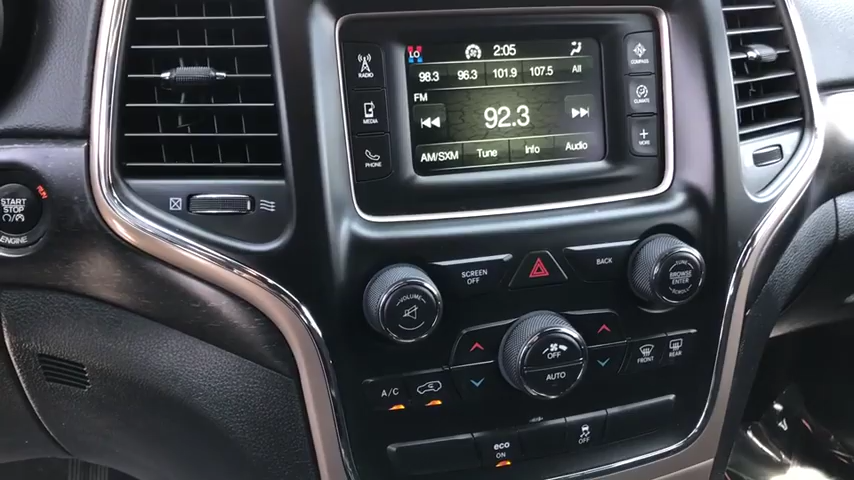 RADIO
LO
2:05
COMPASS
98.3 96.3 101.9 107.5 All
FM
MEDIA
92.3
CLIMATE
AM/SXM Tune Info Audio
MORE
PHONE
RUN
START
STOP
ENGINE
SCREEN
OFF
BACK
VOLUME
TUNE
BROWSE
ENTER
OFF
AUTO
FRONT
REAR
A/C
eco
ON
OFF